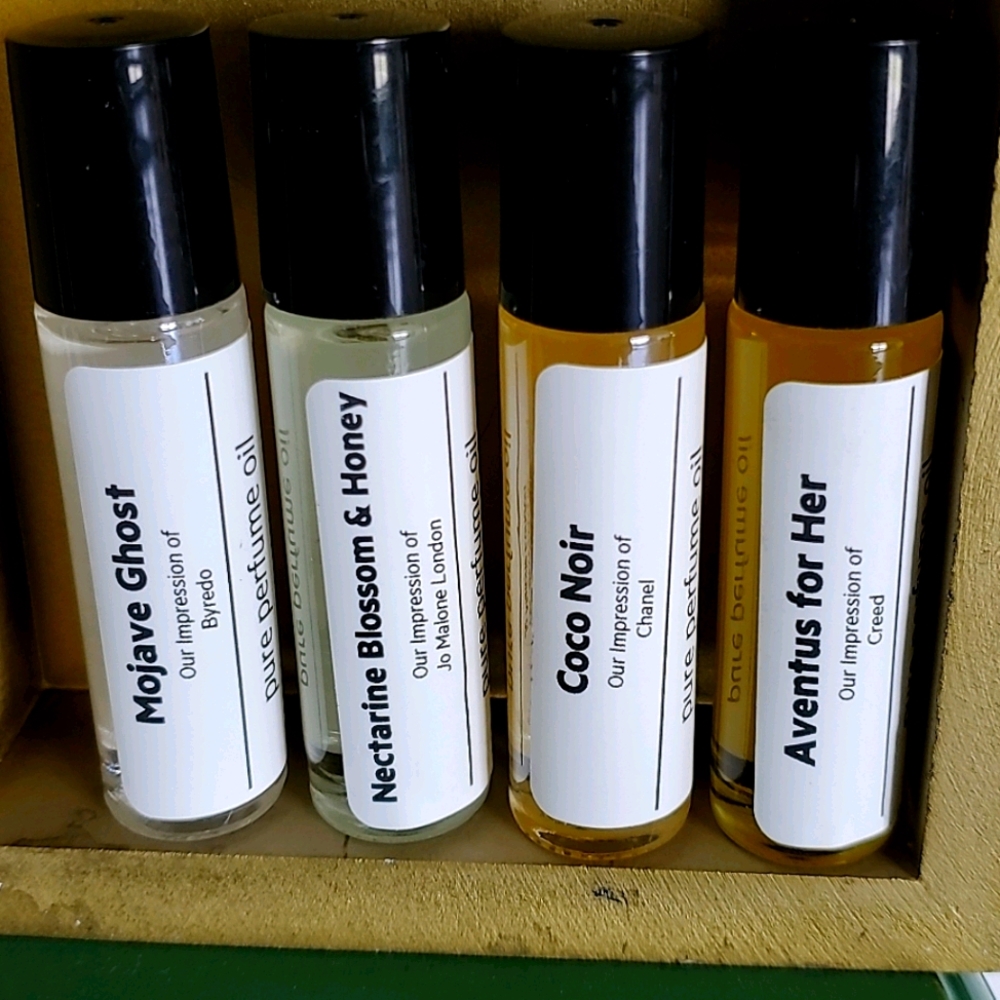 Mojave Ghost
Our Impression of
Byredo
pure perfume oil
Nectarine Blossom & Honey
Our Impression of
Jo Malone London
pure perfume oil
Coco Noir
Our Impression of
Chanel
pure perfume oil
Aventus for Her
Our Impression of
Creed